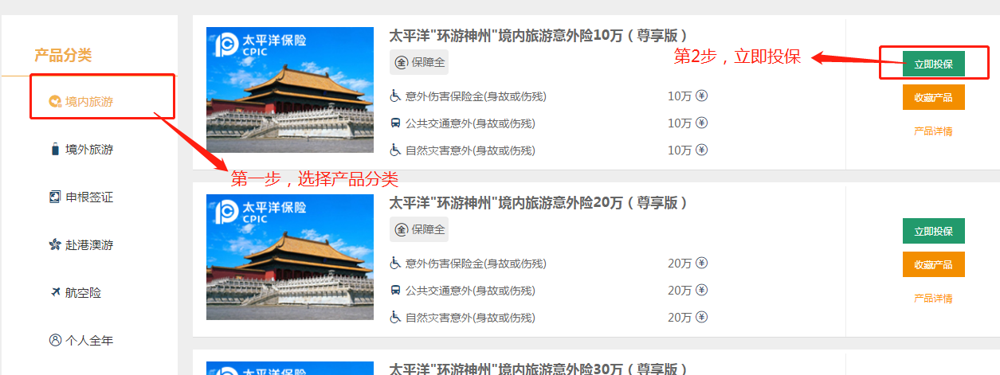 产品分类
境内旅游
境外旅游
申根签证
赴港澳游
航空险
个人全年
第一步，选择产品分类
太平洋保险
CPIC
太平洋"环游神州"境内旅游意外险10万（尊享版）
全 保障全
意外伤害保险金(身故或伤残) 10万 ¥
公共交通意外(身故或伤残) 10万 ¥
自然灾害意外(身故或伤残) 10万 ¥
第2步，立即投保
立即投保
收藏产品
产品详情
太平洋保险
CPIC
太平洋"环游神州"境内旅游意外险20万（尊享版）
全 保障全
意外伤害保险金(身故或伤残) 20万 ¥
公共交通意外(身故或伤残) 20万 ¥
自然灾害意外(身故或伤残) 20万 ¥
立即投保
收藏产品
产品详情
太平洋保险
太平洋"环游神州"境内旅游意外险30万（尊享版）